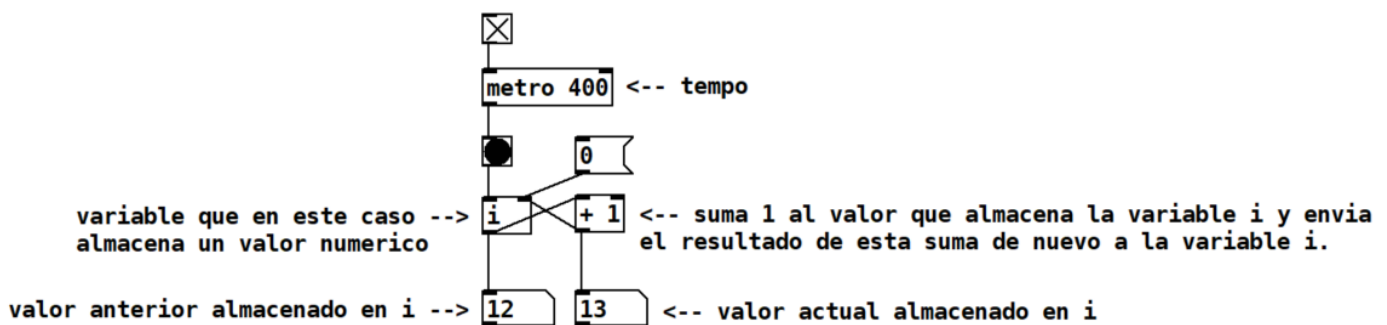 metro 400 <-- tempo
0
variable que en este caso --> i + 1 <-- suma 1 al valor que almacena la variable i y envia
almacena un valor numerico el resultado de esta suma de nuevo a la variable i.
valor anterior almacenado en i --> 12 13 <-- valor actual almacenado en i